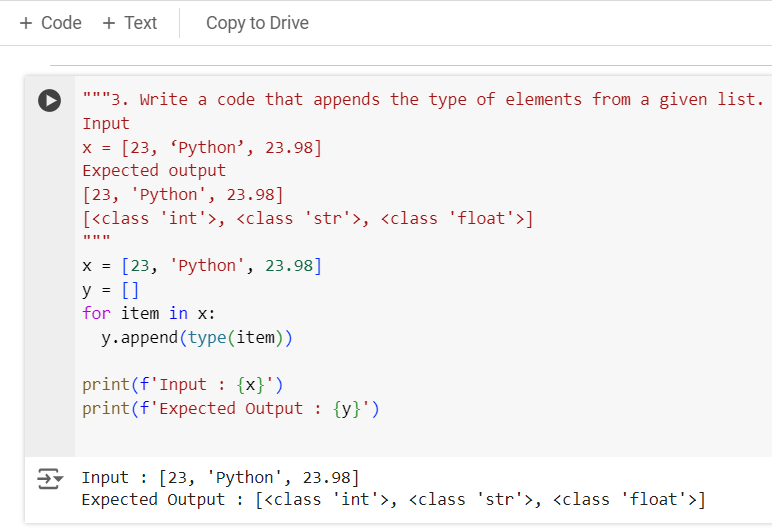 + Code + Text Copy to Drive
"""3. Write a code that appends the type of elements from a given list.
Input
x = [23, ‘Python’, 23.98]
Expected output
[23, 'Python', 23.98]
[<class 'int'>, <class 'str'>, <class 'float'>]
"""
x = [23, 'Python', 23.98]
y = []
for item in x:
  y.append(type(item))
print(f'Input : {x}')
print(f'Expected Output : {y}')
Input : [23, 'Python', 23.98]
Expected Output : [<class 'int'>, <class 'str'>, <class 'float'>]